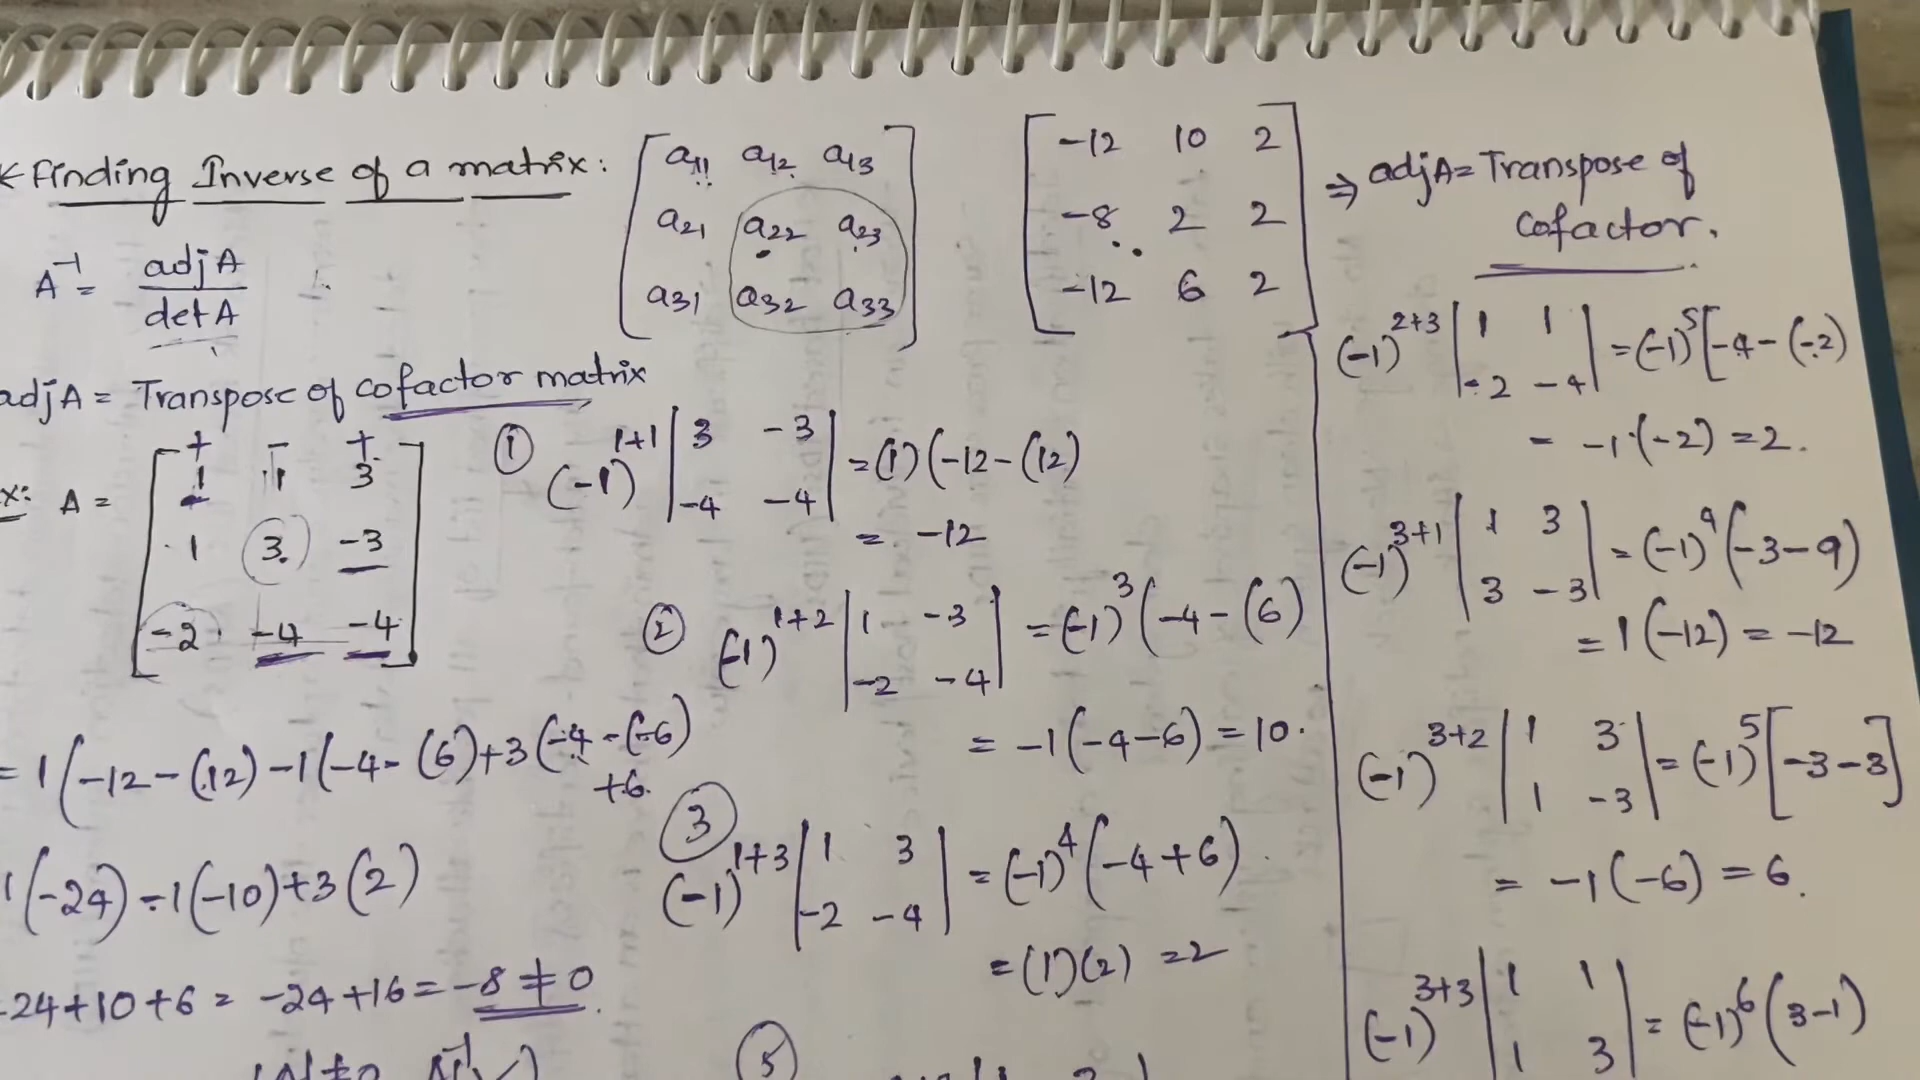 Finding Inverse of a matrix:
A⁻¹ = adjA / detA
adjA = Transpose of cofactor matrix
+ - +
A = [ 1 1 3
1 3 -3
-2 -4 -4 ]
= 1(-12-(12)-1(-4-(6)+3(-4-(-6)
+6
1(-24)-1(-10)+3(2)
-24+10+6 = -24+16 = -8 ≠ 0
[ a11 a12 a13
a21 a22 a23
a31 a32 a33 ]
① (-1)^1+1 | 3 -3
-4 -4 | = (1)(-12-(12)
= -12
② (-1)^1+2 | 1 -3
-2 -4 | = (-1)^3 (-4-(6)
= -1(-4-6) = 10.
③ (-1)^1+3 | 1 3
-2 -4 | = (-1)^4 (-4+6).
= (1)(2) = 2
⑤
[ -12 10 2
-8 2 2
-12 6 2 ]
⇒ adjA = Transpose of
Cofactor.
(-1)^2+3 | 1 1
-2 -4 | = (-1)^5 [-4-(-2)
= -1(-2) = 2.
(-1)^3+1 | 1 3
3 -3 | = (-1)^4 (-3-9)
= 1(-12) = -12
(-1)^3+2 | 1 3
1 -3 | = (-1)^5 [-3-3]
= -1(-6) = 6.
(-1)^3+3 | 1 1
1 3 | = (-1)^6 (3-1)